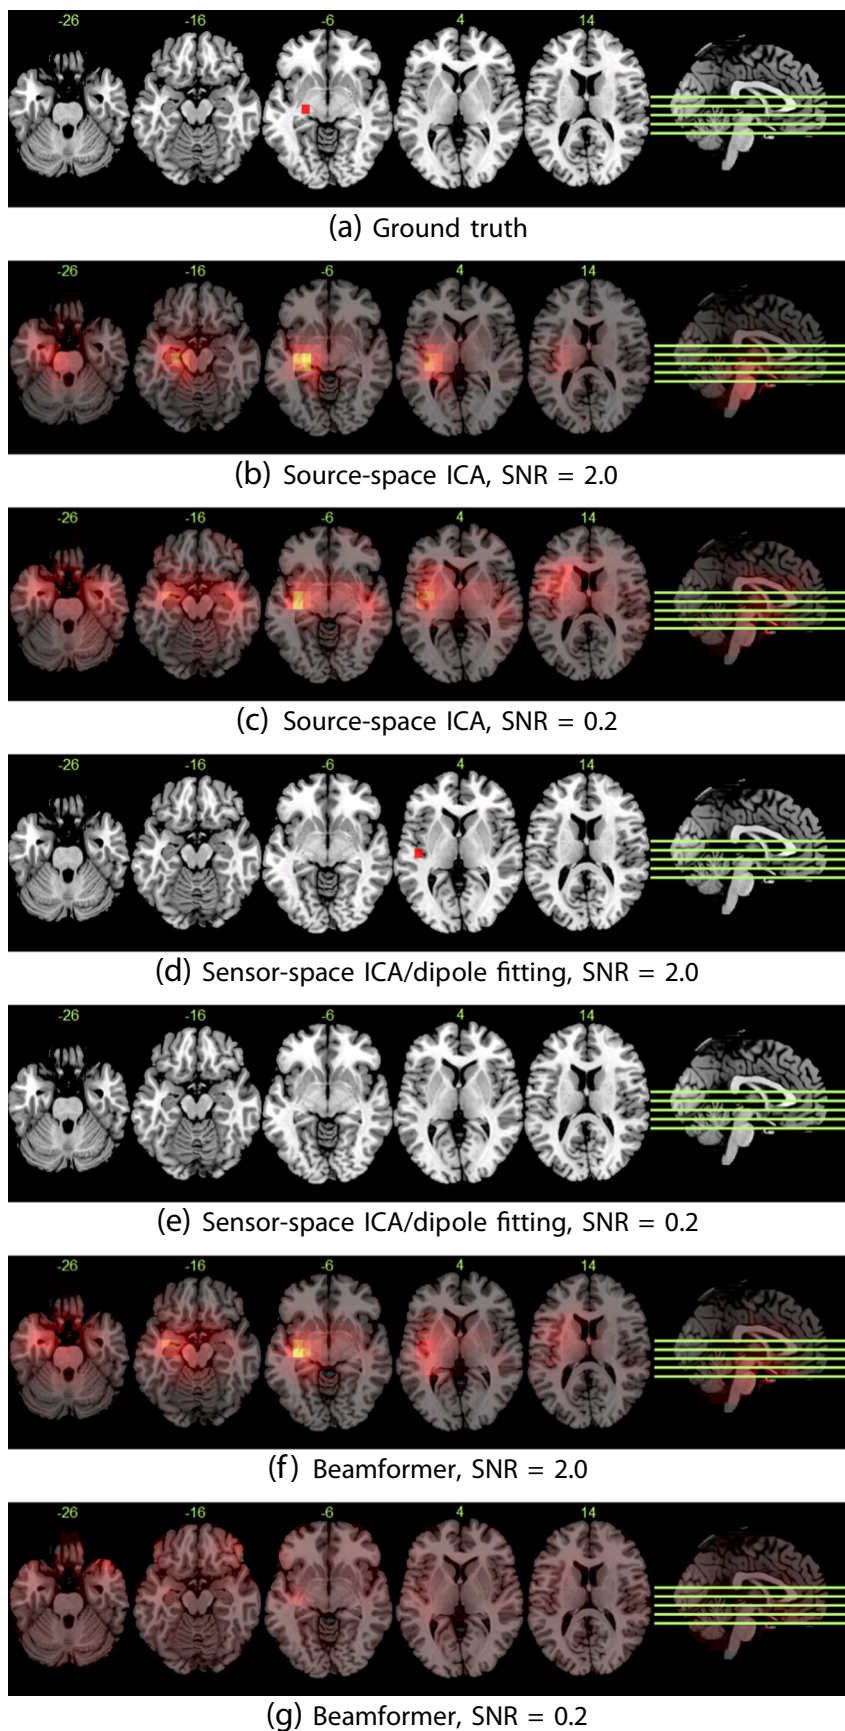 -26 -16 -6 4 14
(a) Ground truth
-26 -16 -6 4 14
(b) Source-space ICA, SNR = 2.0
-26 -16 -6 4 14
(c) Source-space ICA, SNR = 0.2
-26 -16 -6 4 14
(d) Sensor-space ICA/dipole fitting, SNR = 2.0
-26 -16 -6 4 14
(e) Sensor-space ICA/dipole fitting, SNR = 0.2
-26 -16 -6 4 14
(f) Beamformer, SNR = 2.0
-26 -16 -6 4 14
(g) Beamformer, SNR = 0.2